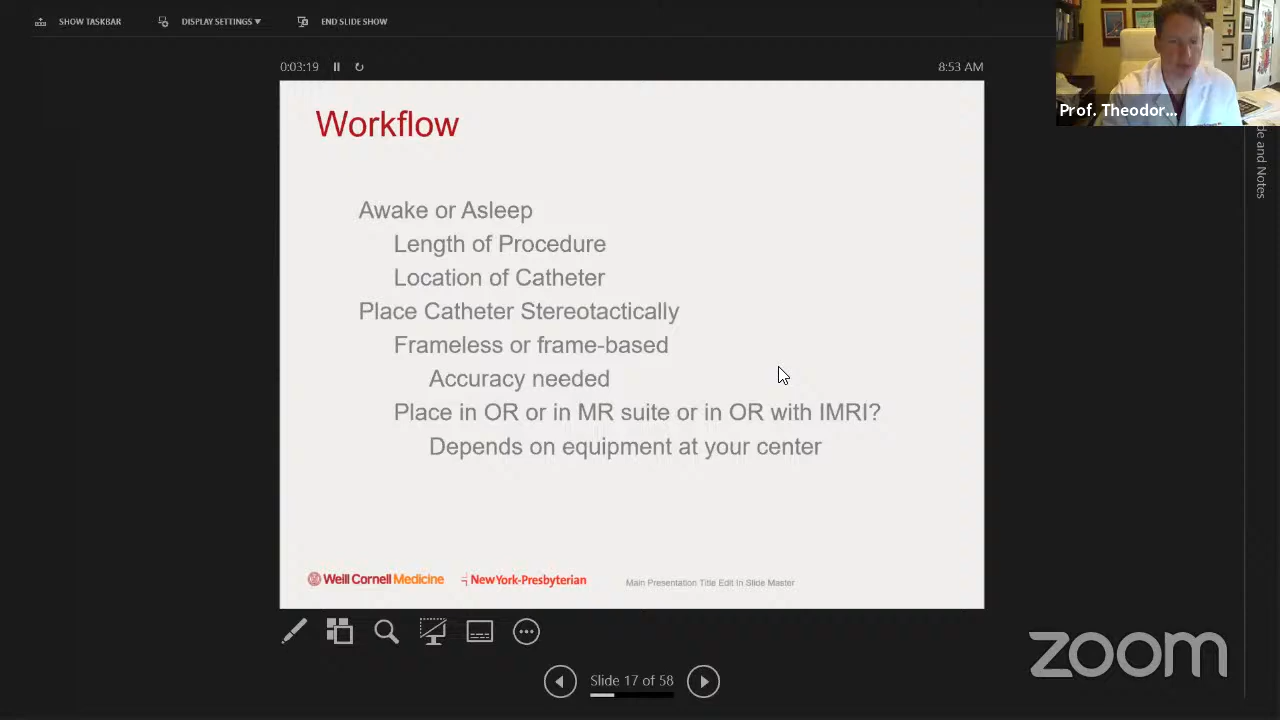 SHOW TASKBAR
DISPLAY SETTINGS
END SLIDE SHOW
0:03:19
8:53 AM
Prof. Theodor...
de and Notes
Workflow
Awake or Asleep
Length of Procedure
Location of Catheter
Place Catheter Stereotactically
Frameless or frame-based
Accuracy needed
Place in OR or in MR suite or in OR with IMRI?
Depends on equipment at your center
Weill Cornell Medicine
NewYork-Presbyterian
Main Presentation Title Edit In Slide Master
Slide 17 of 58
zoom